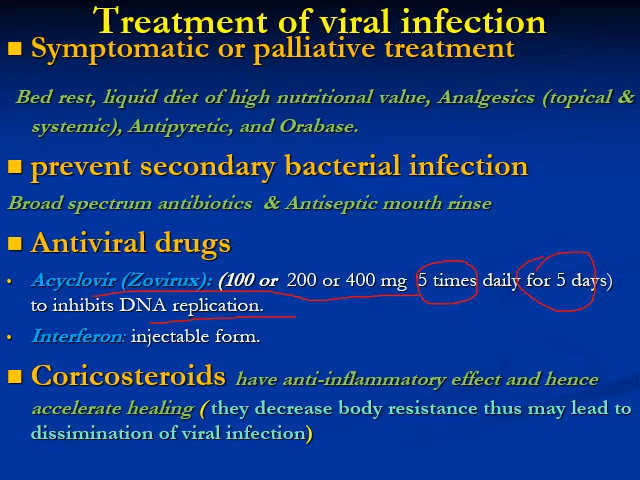 Treatment of viral infection
Symptomatic or palliative treatment
Bed rest, liquid diet of high nutritional value, Analgesics (topical &
systemic), Antipyretic, and Orabase.
prevent secondary bacterial infection
Broad spectrum antibiotics & Antiseptic mouth rinse
Antiviral drugs
• Acyclovir (Zovirux): (100 or 200 or 400 mg 5 times daily for 5 days)
to inhibits DNA replication.
• Interferon: injectable form.
Coricosteroids have anti-inflammatory effect and hence
accelerate healing ( they decrease body resistance thus may lead to
dissimination of viral infection)